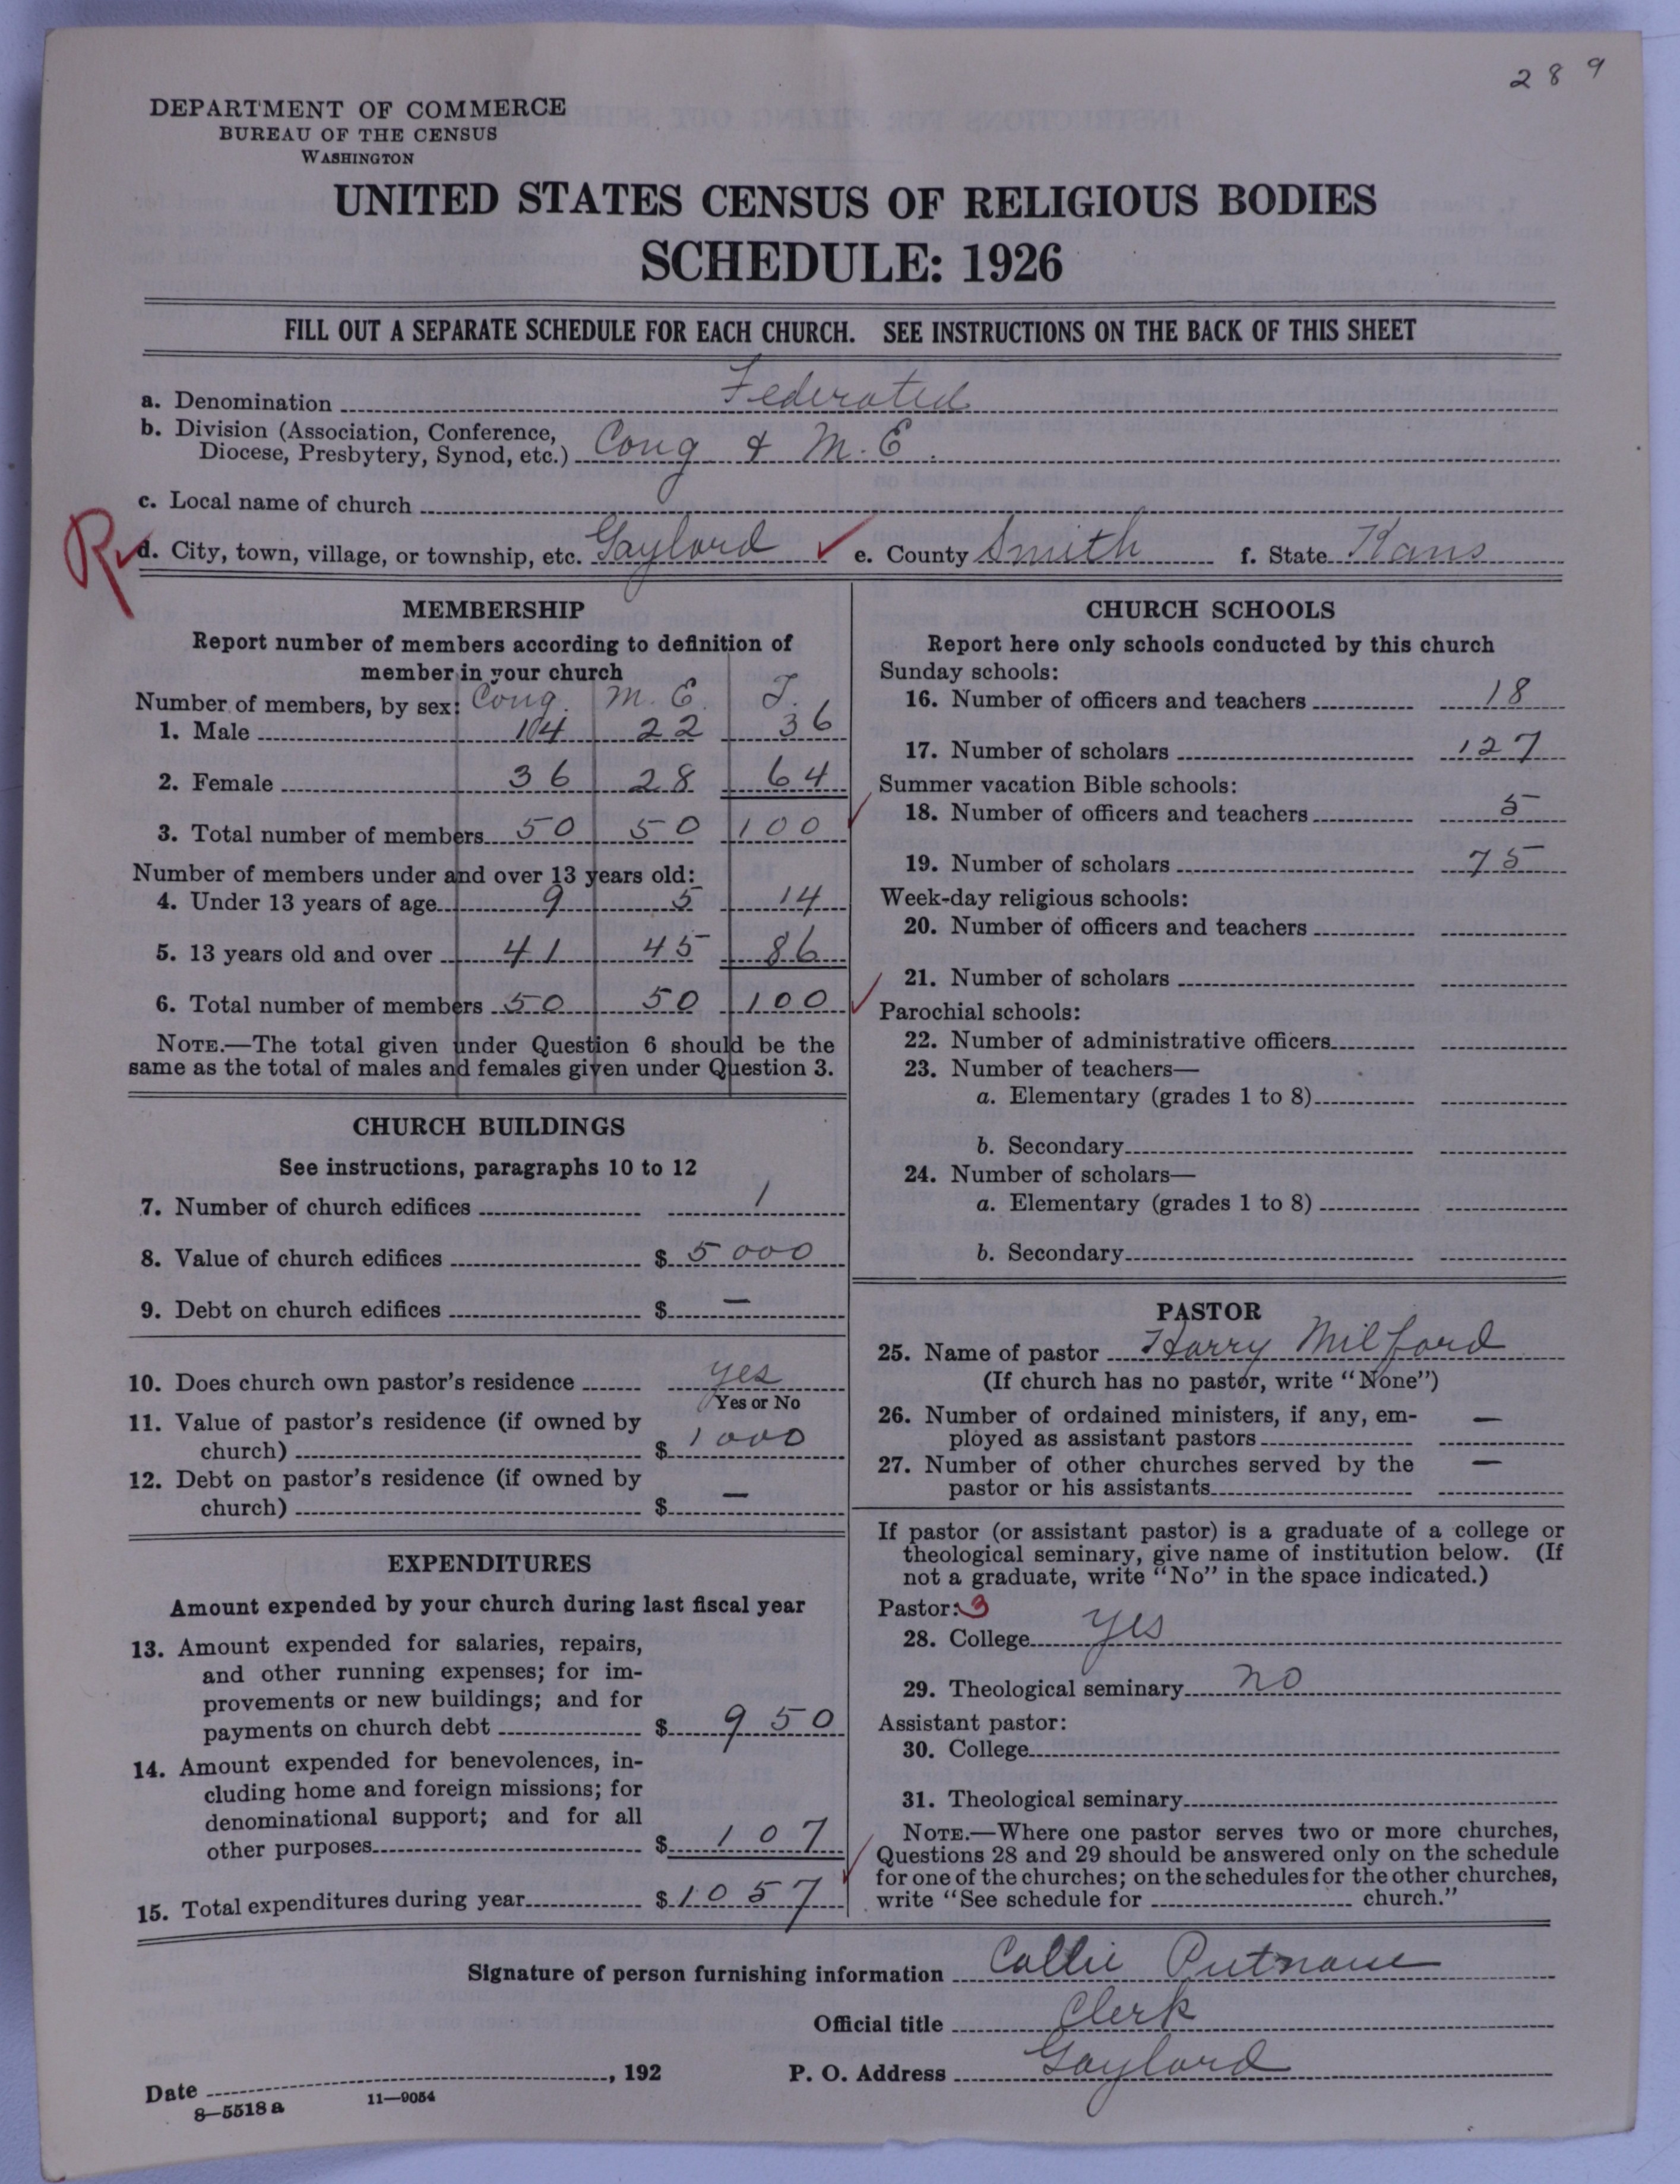 289
DEPARTMENT OF COMMERCE
BUREAU OF THE CENSUS
WASHINGTON
UNITED STATES CENSUS OF RELIGIOUS BODIES
SCHEDULE: 1926
FILL OUT A SEPARATE SCHEDULE FOR EACH CHURCH. SEE INSTRUCTIONS ON THE BACK OF THIS SHEET
a. Denomination Federated
b. Division (Association, Conference,
Diocese, Presbytery, Synod, etc.) Cong & M. E.
c. Local name of church
R d. City, town, village, or township, etc. Gaylord e. County Smith f. State Kans
MEMBERSHIP
Report number of members according to definition of
member in your church
Number of members, by sex: Cong. M. E. T.
1. Male 14 22 36
2. Female 36 28 64
3. Total number of members 50 50 100
Number of members under and over 13 years old:
4. Under 13 years of age 9 5 14
5. 13 years old and over 41 45 86
6. Total number of members 50 50 100
NOTE.—The total given under Question 6 should be the
same as the total of males and females given under Question 3.
CHURCH BUILDINGS
See instructions, paragraphs 10 to 12
7. Number of church edifices 1
8. Value of church edifices $ 5000
9. Debt on church edifices $ —
10. Does church own pastor's residence yes
Yes or No
11. Value of pastor's residence (if owned by
church) $ 1000
12. Debt on pastor's residence (if owned by
church) $ —
EXPENDITURES
Amount expended by your church during last fiscal year
13. Amount expended for salaries, repairs,
and other running expenses; for im-
provements or new buildings; and for
payments on church debt $ 950
14. Amount expended for benevolences, in-
cluding home and foreign missions; for
denominational support; and for all
other purposes $ 107
15. Total expenditures during year $ 1057
CHURCH SCHOOLS
Report here only schools conducted by this church
Sunday schools:
16. Number of officers and teachers 18
17. Number of scholars 127
Summer vacation Bible schools:
18. Number of officers and teachers 5
19. Number of scholars 75
Week-day religious schools:
20. Number of officers and teachers
21. Number of scholars
Parochial schools:
22. Number of administrative officers
23. Number of teachers—
a. Elementary (grades 1 to 8)
b. Secondary
24. Number of scholars—
a. Elementary (grades 1 to 8)
b. Secondary
PASTOR
25. Name of pastor Harry Milford
(If church has no pastor, write "None")
26. Number of ordained ministers, if any, em-
ployed as assistant pastors —
27. Number of other churches served by the
pastor or his assistants —
If pastor (or assistant pastor) is a graduate of a college or
theological seminary, give name of institution below. (If
not a graduate, write "No" in the space indicated.)
Pastor: 3
28. College yes
29. Theological seminary no
Assistant pastor:
30. College
31. Theological seminary
NOTE.—Where one pastor serves two or more churches,
Questions 28 and 29 should be answered only on the schedule
for one of the churches; on the schedules for the other churches,
write "See schedule for church."
Signature of person furnishing information Callie Putnam
Official title Clerk
Date , 192 P. O. Address Gaylord
8—5518 a 11—9054